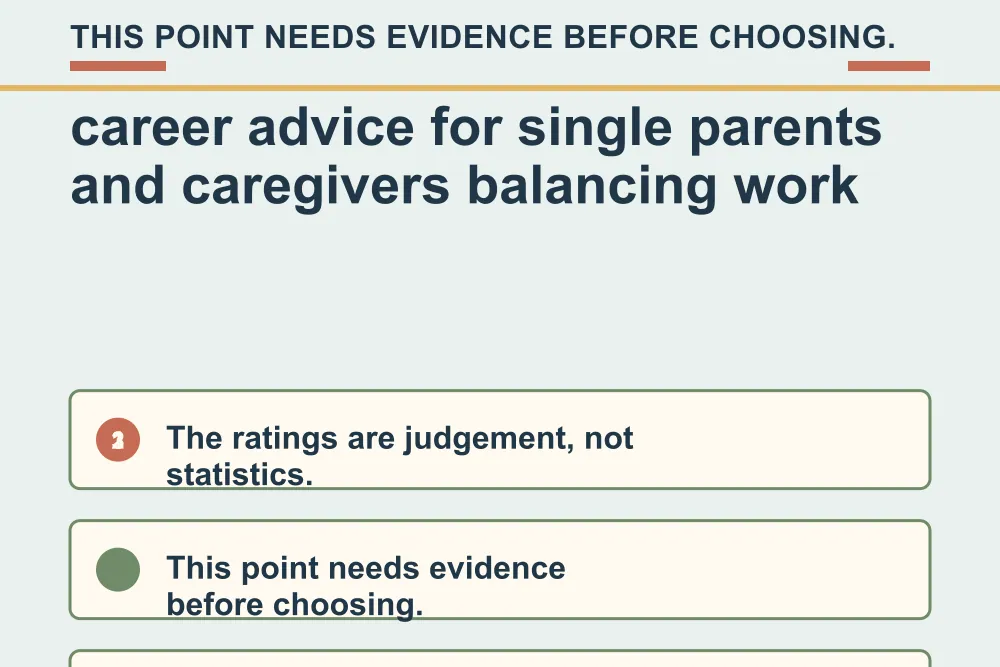 THIS POINT NEEDS EVIDENCE BEFORE CHOOSING.
career advice for single parents
and caregivers balancing work
The ratings are judgement, not
statistics.
This point needs evidence
before choosing.